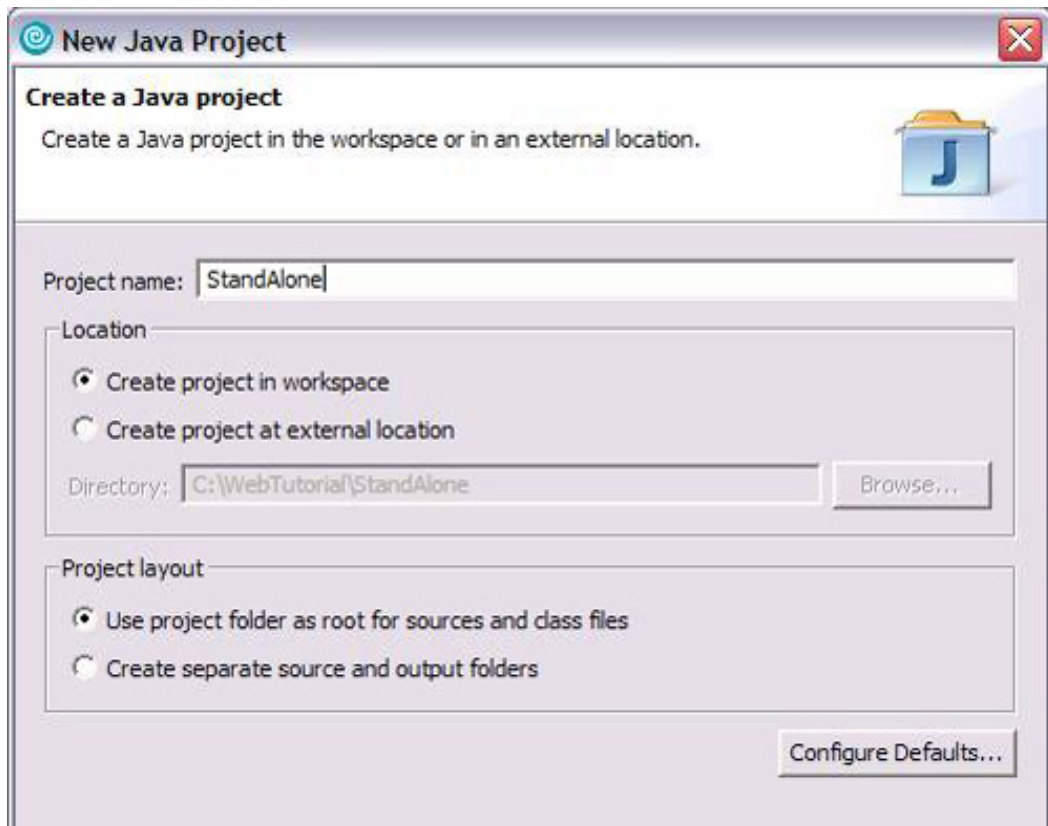 New Java Project
Create a Java project
Create a Java project in the workspace or in an external location.
J
Project name: StandAlone
Location
Create project in workspace
Create project at external location
Directory: C:\WebTutorial\StandAlone Browse...
Project layout
Use project folder as root for sources and class files
Create separate source and output folders
Configure Defaults...